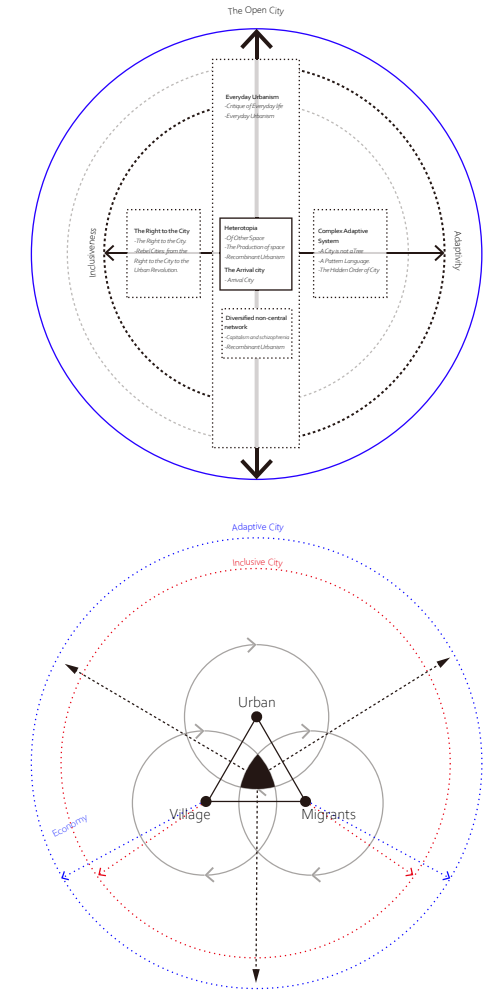 The Open City
Everyday Urbanism
-Critique of Everyday life
-Everyday Urbanism
Inclusiveness
The Right to the City
-The Right to the City
-Rebel Cities: from the
Right to the City to the
Urban Revolution.
Heterotopia
-Of Other Space
-The Production of space
-Recombinant Urbanism
The Arrival city
- Arrival City
Complex Adaptive
System
-A City is not a Tree
-A Pattern Language
-The Hidden Order of City
Adaptivity
Diversified non-central
network
-Capitalism and schizophrenia
-Recombinant Urbanism
Adaptive City
Inclusive City
Urban
Village
Migrants
Economy